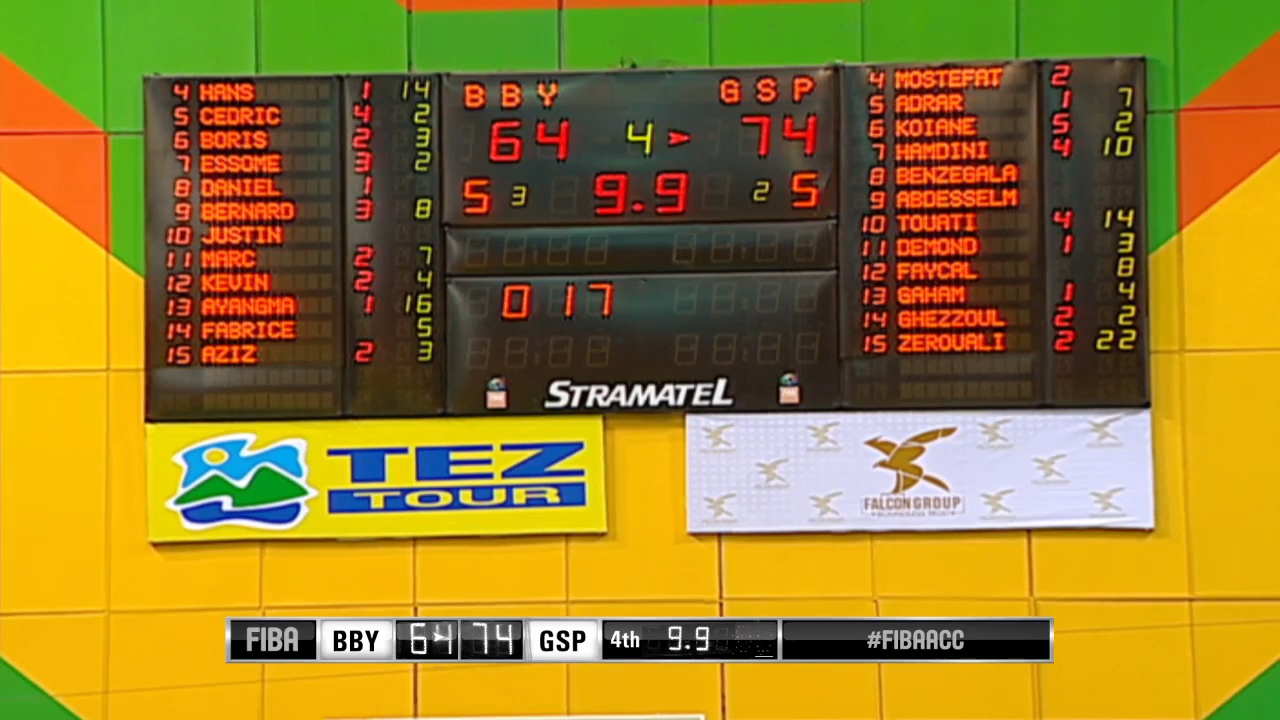 4 HANS 1 14
5 CEDRIC 4 2
6 BORIS 2 3
7 ESSOME 3 2
8 DANIEL 1
9 BERNARD 3 8
10 JUSTIN
11 MARC 2 7
12 KEVIN 2 4
13 AYANGMA 1 16
14 FABRICE 5
15 AZIZ 2 3
BBY GSP
64 4 74
5 3 9.9 2 5
0 17
STRAMATEL
4 MOSTEFAT 2
5 ADRAR 1 7
6 KOIANE 5 2
7 HAMDINI 4 10
8 BENZEGALA
9 ABDESSELM
10 TOUATI 4 14
11 DEMOND 1 3
12 FAYCAL 8
13 GAHAM 1 4
14 GHEZZOUL 2 2
15 ZEROUALI 2 22
TEZ
TOUR
FALCON GROUP
FIBA BBY 64 74 GSP 4th 9.9 #FIBAACC